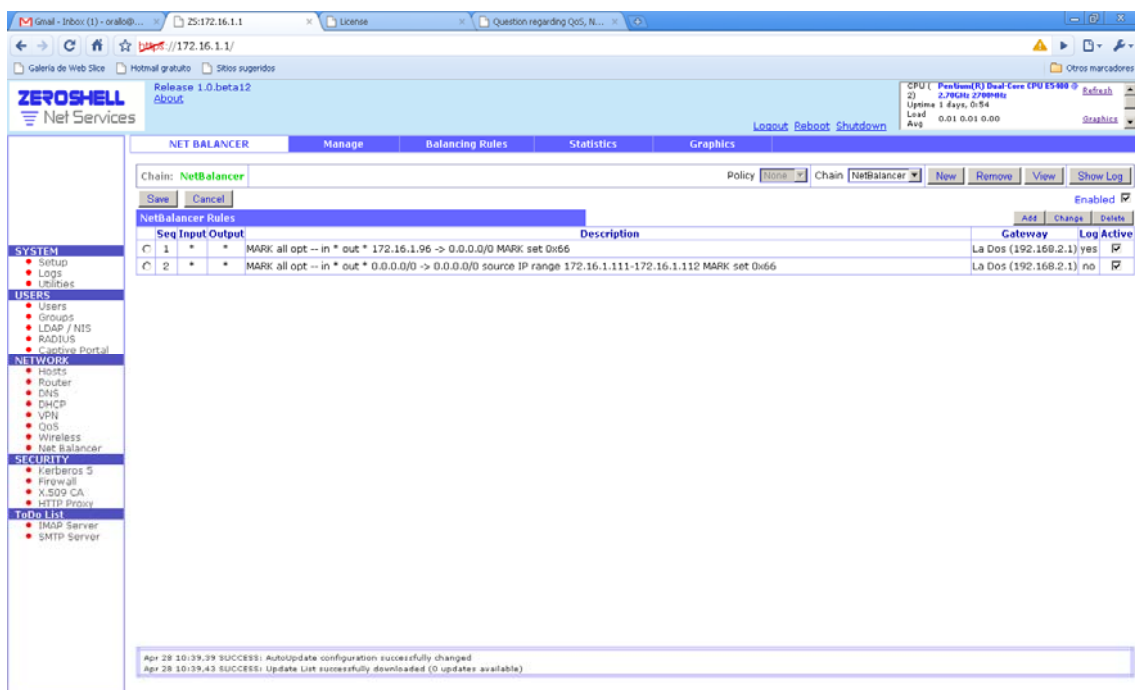 Gmail - Inbox (1) - orallo@...
ZS:172.16.1.1
License
Question regarding QoS, N...
https://172.16.1.1/
Galería de Web Slice
Hotmail gratuito
Sitios sugeridos
Otros marcadores
ZEROSHELL
Net Services
Release 1.0.beta12
About
Logout Reboot Shutdown
CPU ( Pentium(R) Dual-Core CPU E5400 @
2) 2.70GHz 2700MHz
Uptime 1 days, 0:54
Load
Avg 0.01 0.01 0.00
Refresh
Graphics
NET BALANCER Manage Balancing Rules Statistics Graphics
Chain: NetBalancer Policy None Chain NetBalancer New Remove View Show Log
Save Cancel Enabled
NetBalancer Rules Add Change Delete
Seq Input Output Description Gateway Log Active
1 * * MARK all opt -- in * out * 172.16.1.96 -> 0.0.0.0/0 MARK set 0x66 La Dos (192.168.2.1) yes
2 * * MARK all opt -- in * out * 0.0.0.0/0 -> 0.0.0.0/0 source IP range 172.16.1.111-172.16.1.112 MARK set 0x66 La Dos (192.168.2.1) no
SYSTEM
Setup
Logs
Utilities
USERS
Users
Groups
LDAP / NIS
RADIUS
Captive Portal
NETWORK
Hosts
Router
DNS
DHCP
VPN
QoS
Wireless
Net Balancer
SECURITY
Kerberos 5
Firewall
X.509 CA
HTTP Proxy
ToDo List
IMAP Server
SMTP Server
Apr 28 10:39,39 SUCCESS: AutoUpdate configuration successfully changed
Apr 28 10:39,43 SUCCESS: Update List successfully downloaded (0 updates available)